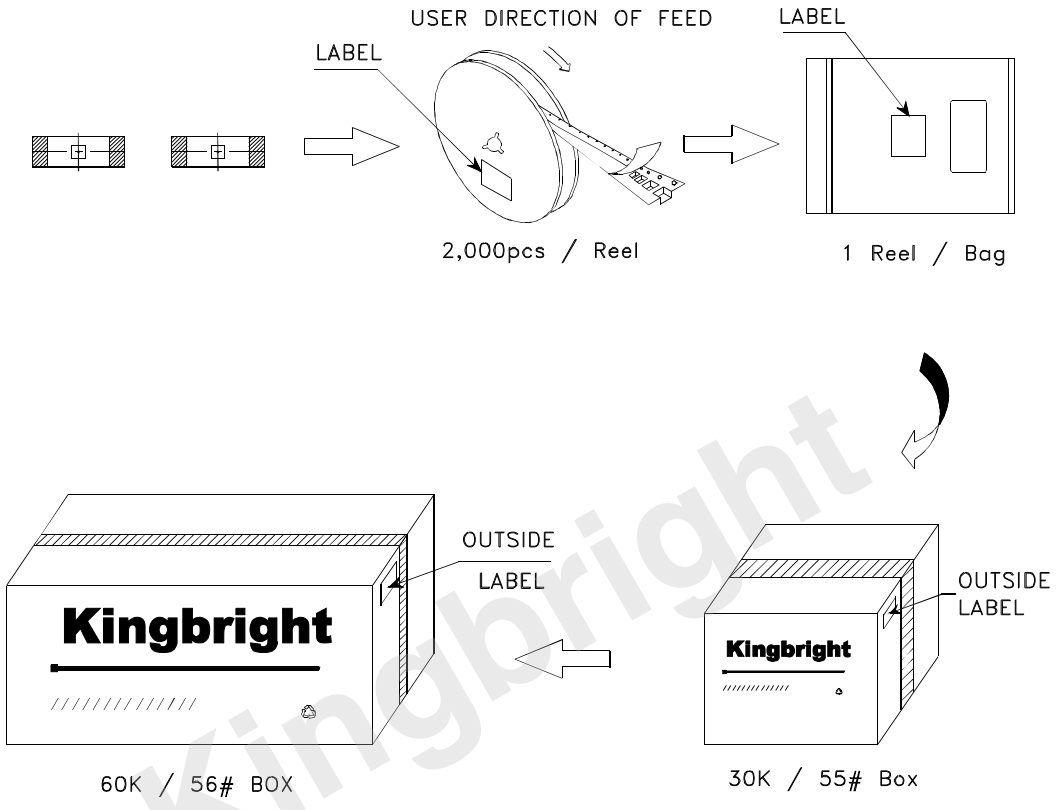 USER DIRECTION OF FEED
LABEL
LABEL
2,000pcs / Reel
1 Reel / Bag
OUTSIDE
LABEL
OUTSIDE
LABEL
Kingbright
Kingbright
60K / 56# BOX
30K / 55# Box
Kingbright